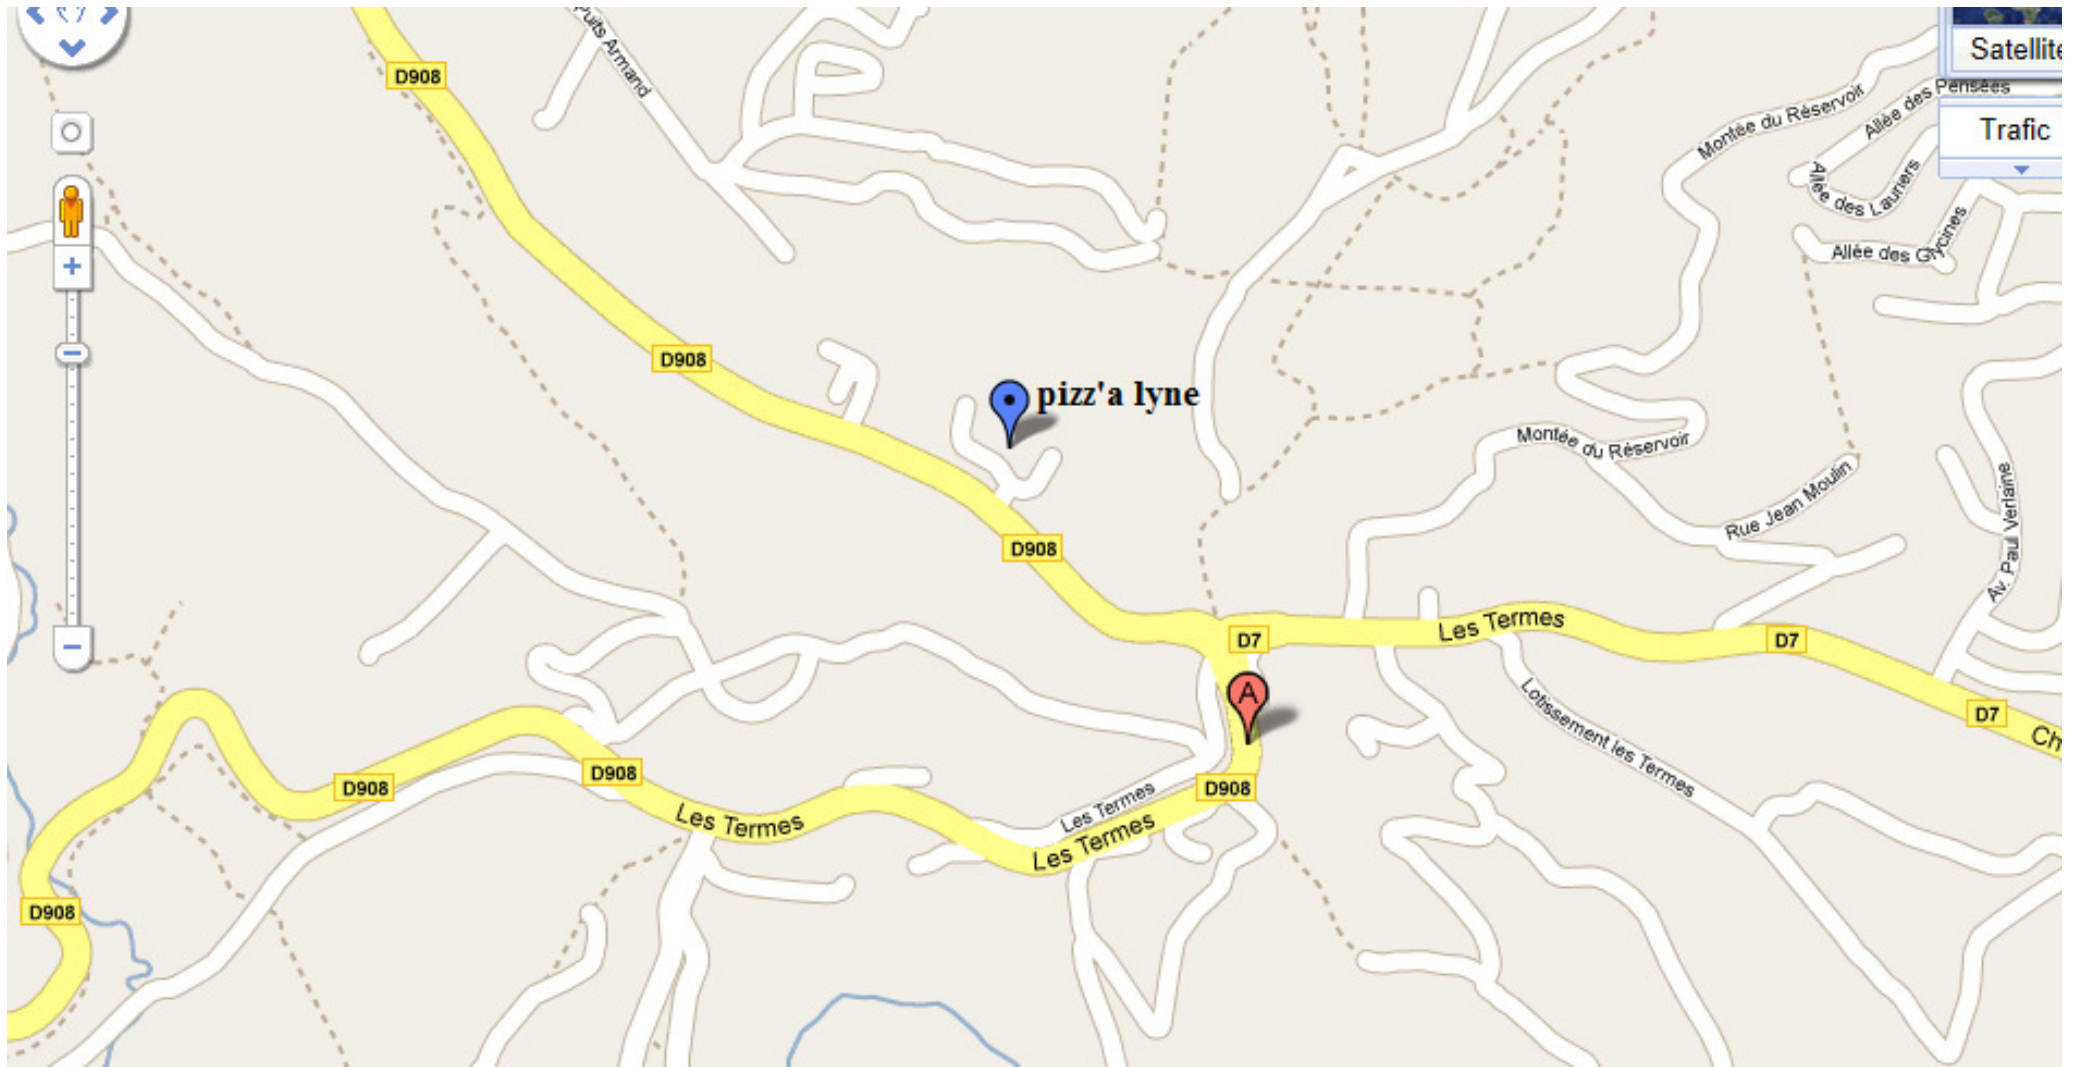 Puits Armand
D908
Satellite
Allée des Pensées
Montée du Réservoir
Trafic
Allée des Lauriers
Allée des Glycines
D908
pizz'a lyne
Montée du Réservoir
Rue Jean Moulin
Av. Paul Verlaine
D908
D7
Les Termes
D7
A
D7
Ch
Lotissement les Termes
D908
D908
D908
Les Termes
Les Termes
Les Termes
D908